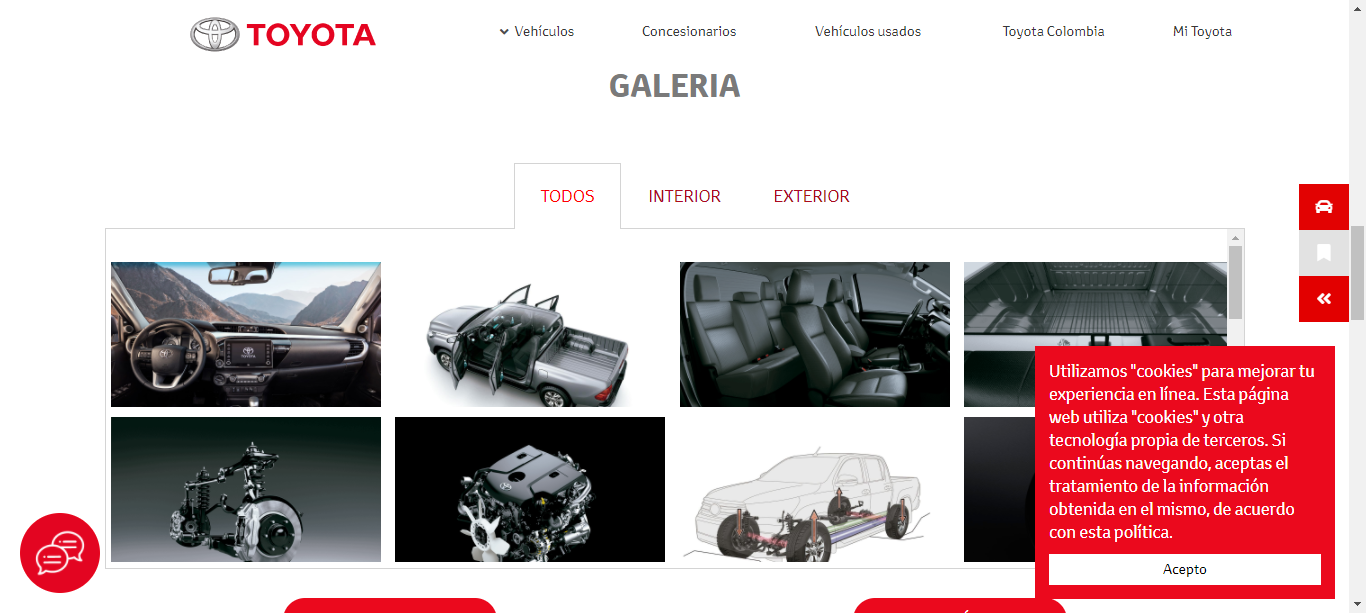 TOYOTA
Vehículos
Concesionarios
Vehículos usados
Toyota Colombia
Mi Toyota
GALERIA
TODOS
INTERIOR
EXTERIOR
TOYOTA
Utilizamos "cookies" para mejorar tu
experiencia en línea. Esta página
web utiliza "cookies" y otra
tecnología propia de terceros. Si
continúas navegando, aceptas el
tratamiento de la información
obtenida en el mismo, de acuerdo
con esta política.
Acepto